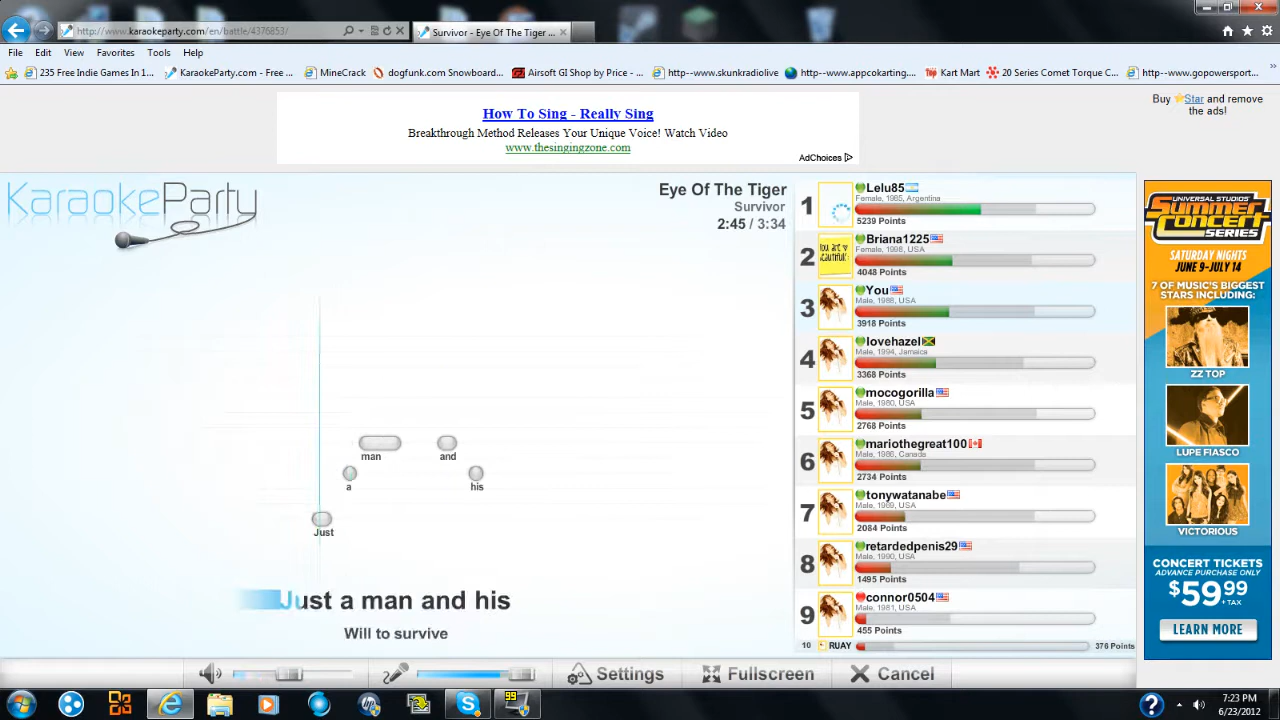 http://www.karaokeparty.com/en/battle/4376853/
Survivor - Eye Of The Tiger ...
File Edit View Favorites Tools Help
235 Free Indie Games In 1... KaraokeParty.com - Free ... MineCrack dogfunk.com Snowboard... Airsoft GI Shop by Price - ... http--www.skunkradiolive http--www.appcokarting.... Kart Mart 20 Series Comet Torque C... http--www.gopowersport... »
How To Sing - Really Sing
Breakthrough Method Releases Your Unique Voice! Watch Video
www.thesingingzone.com
AdChoices
Buy Star and remove
the ads!
KaraokeParty
Eye Of The Tiger
Survivor
2:45 / 3:34
man
and
a
his
Just
Just a man and his
Will to survive
1 Lelu85
Female, 1985, Argentina
5239 Points
2 Briana1225
Female, 1998, USA
4048 Points
3 You
Male, 1988, USA
3918 Points
4 lovehazel
Male, 1994, Jamaica
3368 Points
5 mocogorilla
Male, 1980, USA
2768 Points
6 mariothegreat100
Male, 1986, Canada
2734 Points
7 tonywatanabe
Male, 1969, USA
2084 Points
8 retardedpenis29
Male, 1990, USA
1495 Points
9 connor0504
Male, 1981, USA
455 Points
10 RUAY 376 Points
Settings Fullscreen Cancel
UNIVERSAL STUDIOS
SUMMER
CONCERT
SERIES
SATURDAY NIGHTS
JUNE 9-JULY 14
7 OF MUSIC'S BIGGEST
STARS INCLUDING:
ZZ TOP
LUPE FIASCO
VICTORIOUS
CONCERT TICKETS
ADVANCE PURCHASE ONLY
$59.99
+TAX
LEARN MORE
99
7:23 PM
6/23/2012